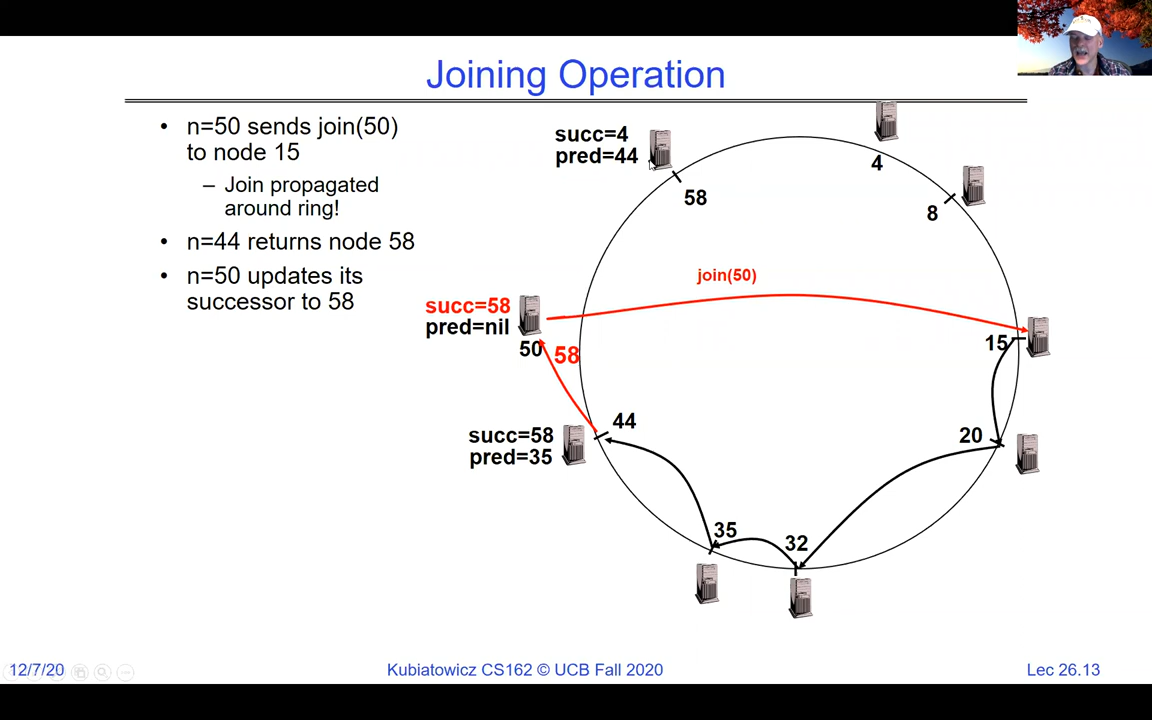 Joining Operation
• n=50 sends join(50)
to node 15
– Join propagated
around ring!
• n=44 returns node 58
• n=50 updates its
successor to 58
succ=4
pred=44
58
4
8
join(50)
succ=58
pred=nil
50
58
15
44
succ=58
pred=35
20
35
32
12/7/20
Kubiatowicz CS162 © UCB Fall 2020
Lec 26.13